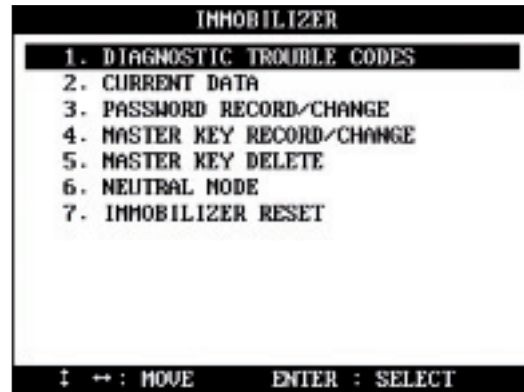 IMMOBILIZER
1. DIAGNOSTIC TROUBLE CODES
2. CURRENT DATA
3. PASSWORD RECORD/CHANGE
4. MASTER KEY RECORD/CHANGE
5. MASTER KEY DELETE
6. NEUTRAL MODE
7. IMMOBILIZER RESET
↕ ↔: MOVE ENTER : SELECT